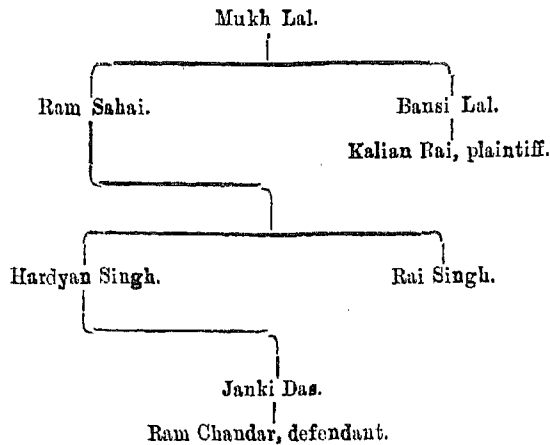 Mukh Lal.
Ram Sahai. Bansi Lal.
Kalian Rai, plaintiff.
Hardyan Singh. Rai Singh.
Janki Das.
Ram Chandar, defendant.